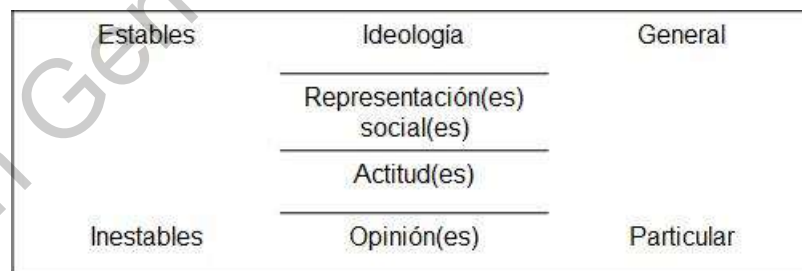 Estables Ideología General
Representación(es)
social(es)
Actitud(es)
Inestables Opinión(es) Particular